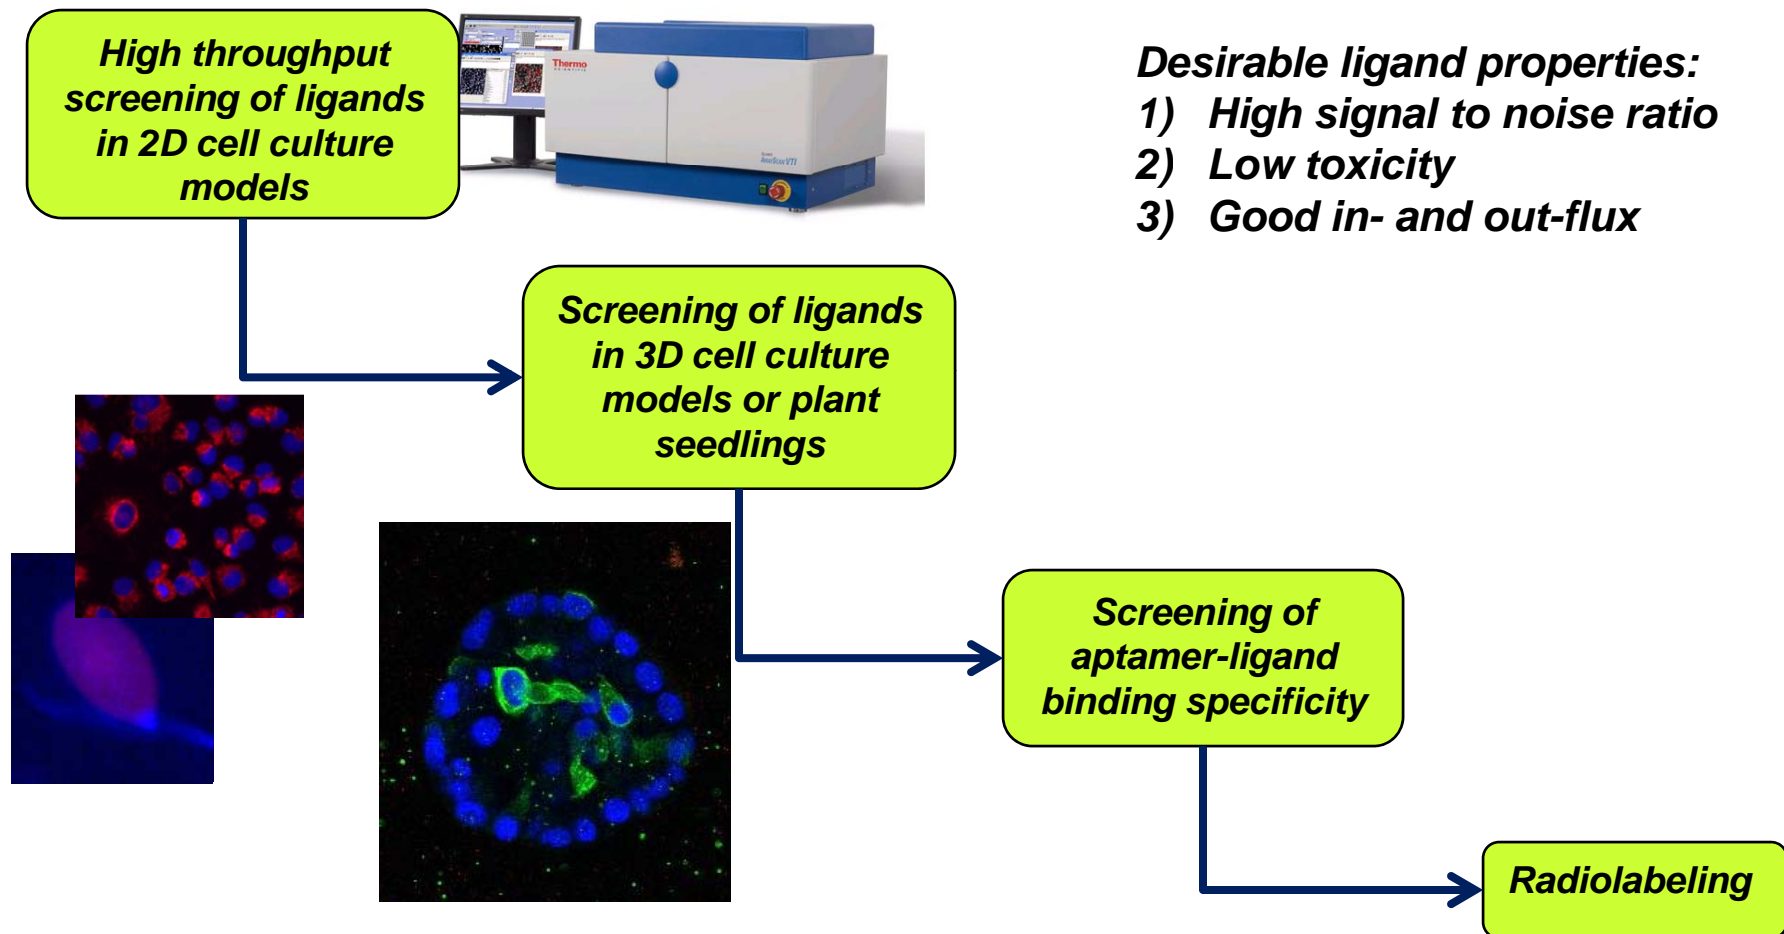 High throughput
screening of ligands
in 2D cell culture
models
Thermo
SCIENTIFIC
Desirable ligand properties:
1) High signal to noise ratio
2) Low toxicity
3) Good in- and out-flux
Screening of ligands
in 3D cell culture
models or plant
seedlings
Screening of
aptamer-ligand
binding specificity
Radiolabeling